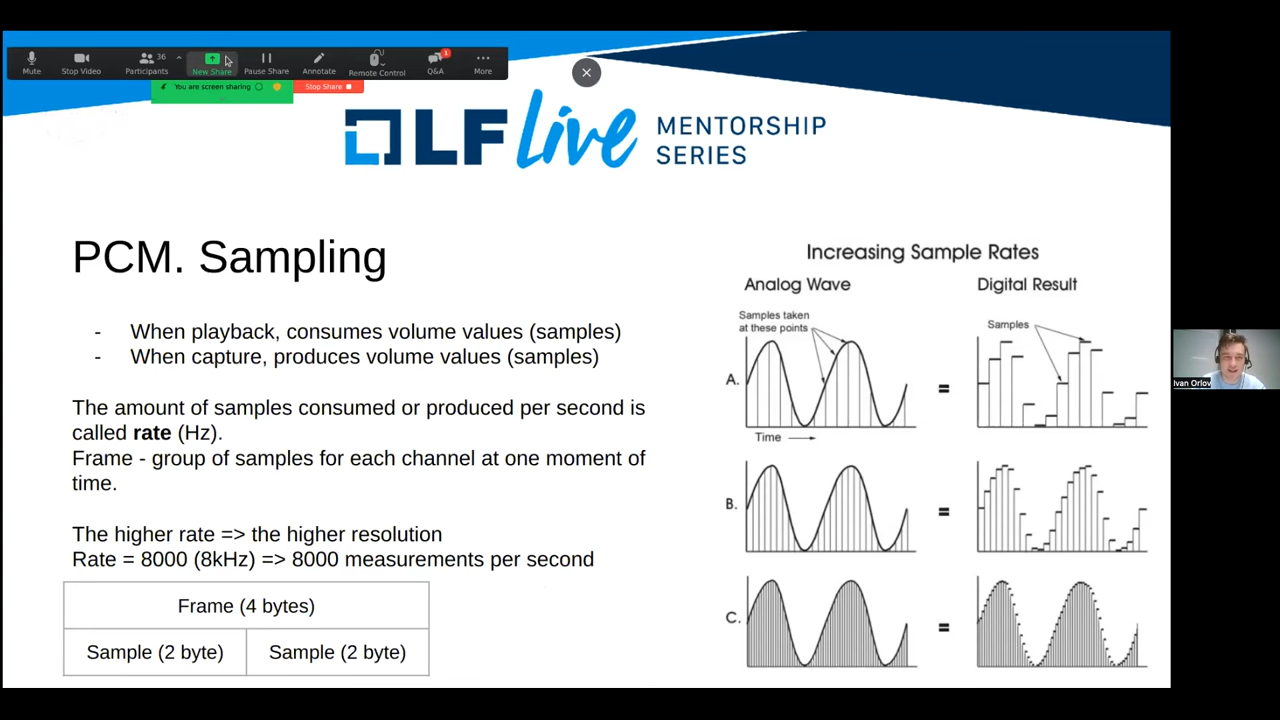 Mute
Stop Video
36
Participants
New Share
Pause Share
Annotate
Remote Control
1
Q&A
More
You are screen sharing
Stop Share
LF live MENTORSHIP
SERIES
PCM. Sampling
- When playback, consumes volume values (samples)
- When capture, produces volume values (samples)
The amount of samples consumed or produced per second is
called rate (Hz).
Frame - group of samples for each channel at one moment of
time.
The higher rate => the higher resolution
Rate = 8000 (8kHz) => 8000 measurements per second
Frame (4 bytes)
Sample (2 byte) Sample (2 byte)
Increasing Sample Rates
Analog Wave Digital Result
Samples taken
at these points
Samples
A. =
Time
B. =
C. =
Ivan Orlov